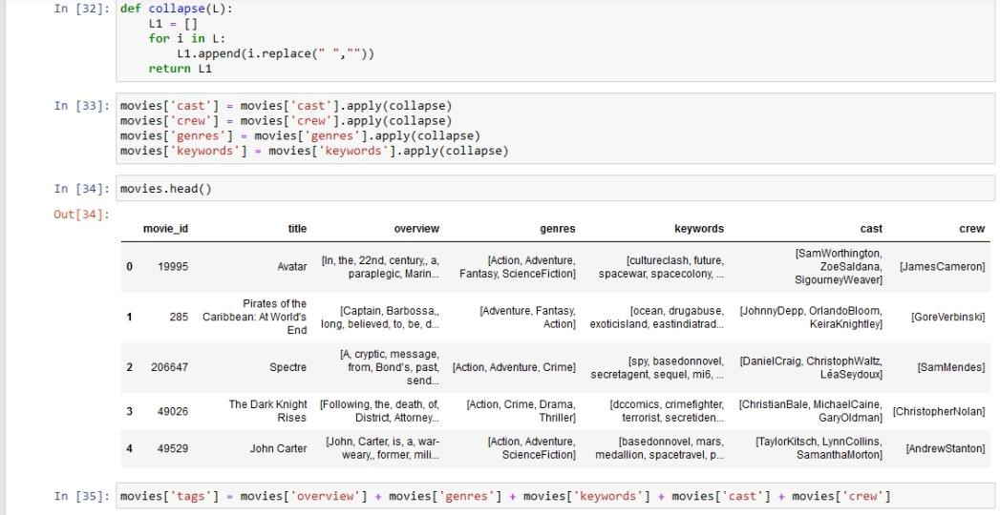 In [32]: def collapse(L):
    L1 = []
    for i in L:
        L1.append(i.replace(" ",""))
    return L1
In [33]: movies['cast'] = movies['cast'].apply(collapse)
movies['crew'] = movies['crew'].apply(collapse)
movies['genres'] = movies['genres'].apply(collapse)
movies['keywords'] = movies['keywords'].apply(collapse)
In [34]: movies.head()
Out[34]:
movie_id title overview genres keywords cast crew
0 19995 Avatar [In, the, 22nd, century,, a, paraplegic, Marin... [Action, Adventure, Fantasy, ScienceFiction] [cultureclash, future, spacewar, spacecolony, ... [SamWorthington, ZoeSaldana, SigourneyWeaver] [JamesCameron]
1 285 Pirates of the Caribbean: At World's End [Captain, Barbossa,, long, believed, to, be, d... [Adventure, Fantasy, Action] [ocean, drugabuse, exoticisland, eastindiatrad... [JohnnyDepp, OrlandoBloom, KeiraKnightley] [GoreVerbinski]
2 206647 Spectre [A, cryptic, message, from, Bond's, past, send... [Action, Adventure, Crime] [spy, basedonnovel, secretagent, sequel, mi6, ... [DanielCraig, ChristophWaltz, LéaSeydoux] [SamMendes]
3 49026 The Dark Knight Rises [Following, the, death, of, District, Attorney... [Action, Crime, Drama, Thriller] [dccomics, crimefighter, terrorist, secretiden... [ChristianBale, MichaelCaine, GaryOldman] [ChristopherNolan]
4 49529 John Carter [John, Carter, is, a, war-weary,, former, mili... [Action, Adventure, ScienceFiction] [basedonnovel, mars, medallion, spacetravel, p... [TaylorKitsch, LynnCollins, SamanthaMorton] [AndrewStanton]
In [35]: movies['tags'] = movies['overview'] + movies['genres'] + movies['keywords'] + movies['cast'] + movies['crew']